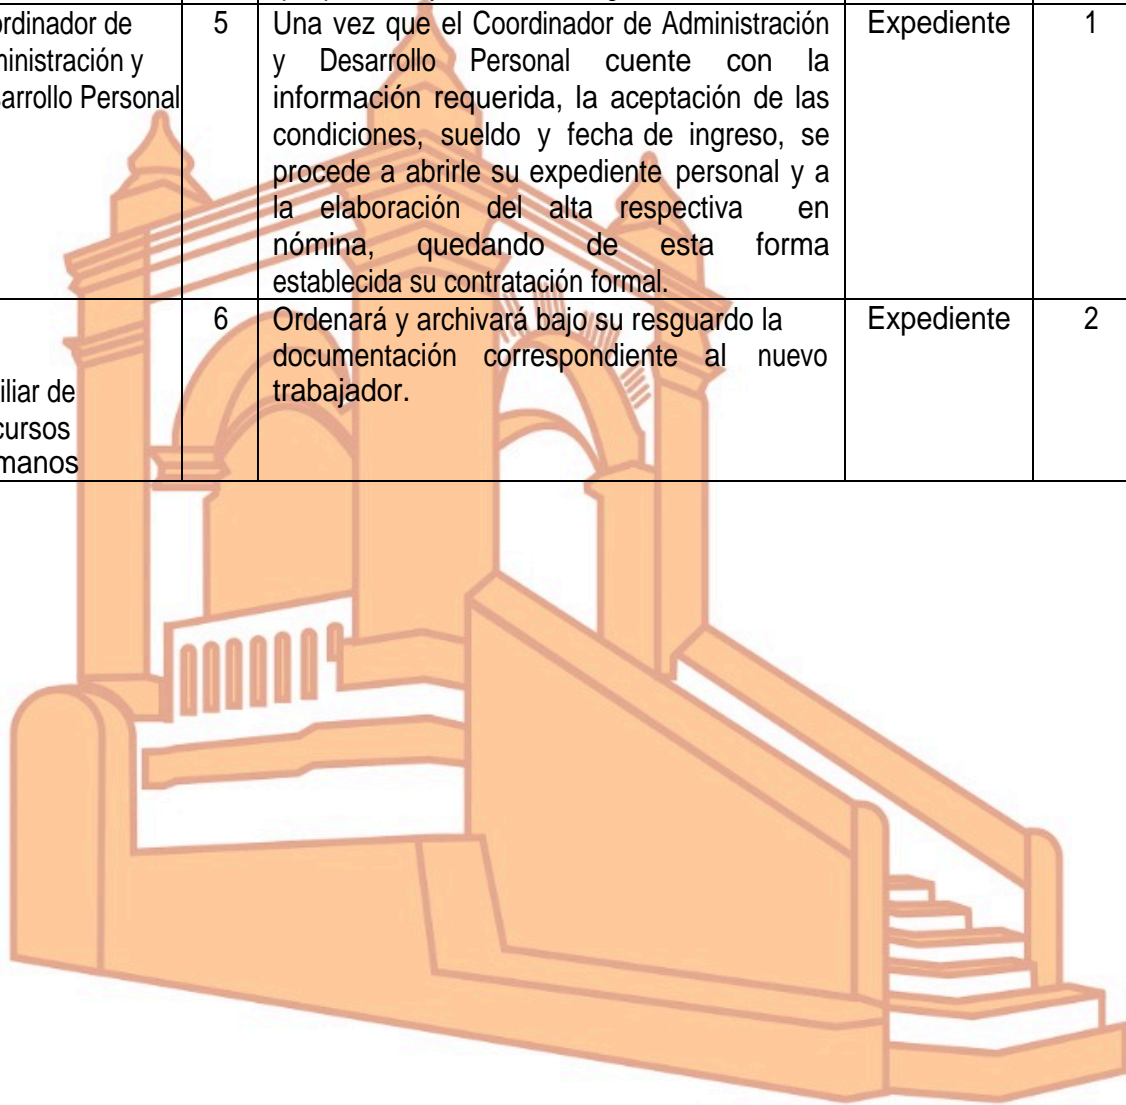 5 Una vez que el Coordinador de Administración Expediente 1
y Desarrollo Personal cuente con la
información requerida, la aceptación de las
condiciones, sueldo y fecha de ingreso, se
procede a abrirle su expediente personal y a
la elaboración del alta respectiva en
nómina, quedando de esta forma
establecida su contratación formal.
rdinador de
ministración y
arrollo Personal
6 Ordenará y archivará bajo su resguardo la Expediente 2
documentación correspondiente al nuevo
trabajador.
iliar de
cursos
manos